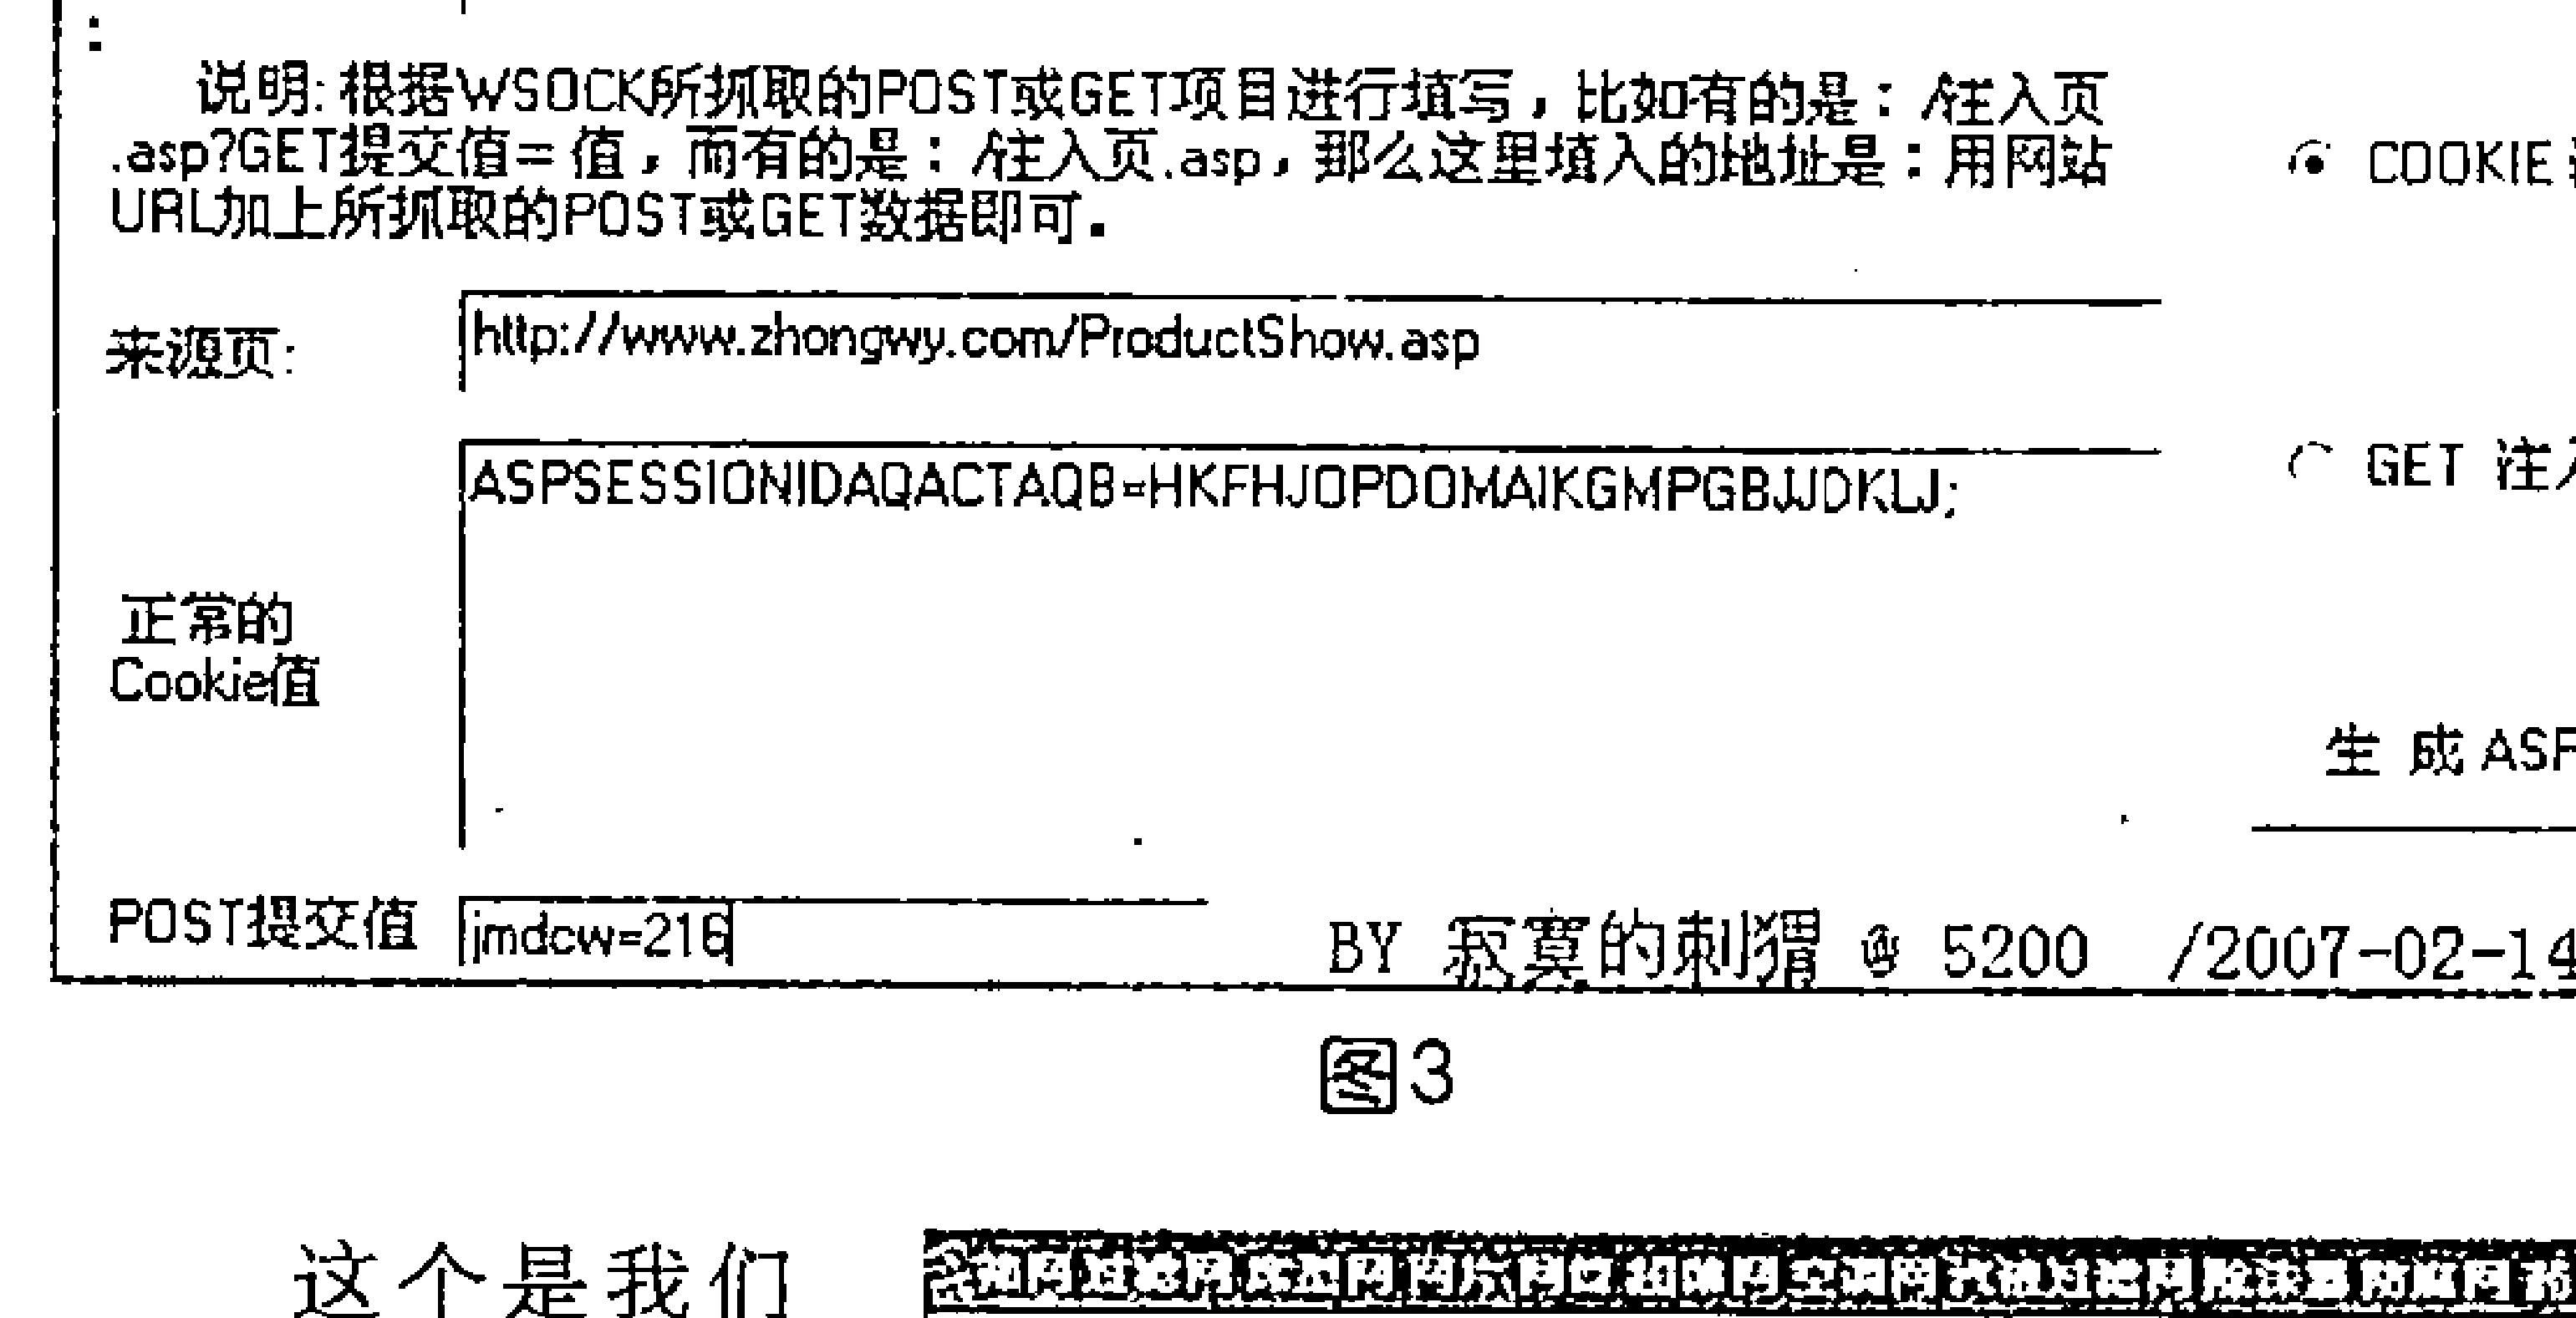 :
说明: 根据WSOCK所抓取的POST或GET项目进行填写，比如有的是：/注入页
.asp?GET提交值=值，而有的是：/注入页.asp，那么这里填入的地址是：用网站
URL加上所抓取的POST或GET数据即可.
COOKIE
来源页: http://www.zhongwy.com/ProductShow.asp
ASPSESSIONIDAQACTAQB=HKFHJOPDOMAIKGMPGBJJDKLJ;
GET 注入
正常的
Cookie值
生 成 ASP
POST提交值 jmdcw=216
BY 寂寞的刺猬 @ 5200 /2007-02-14
图3
这个是我们